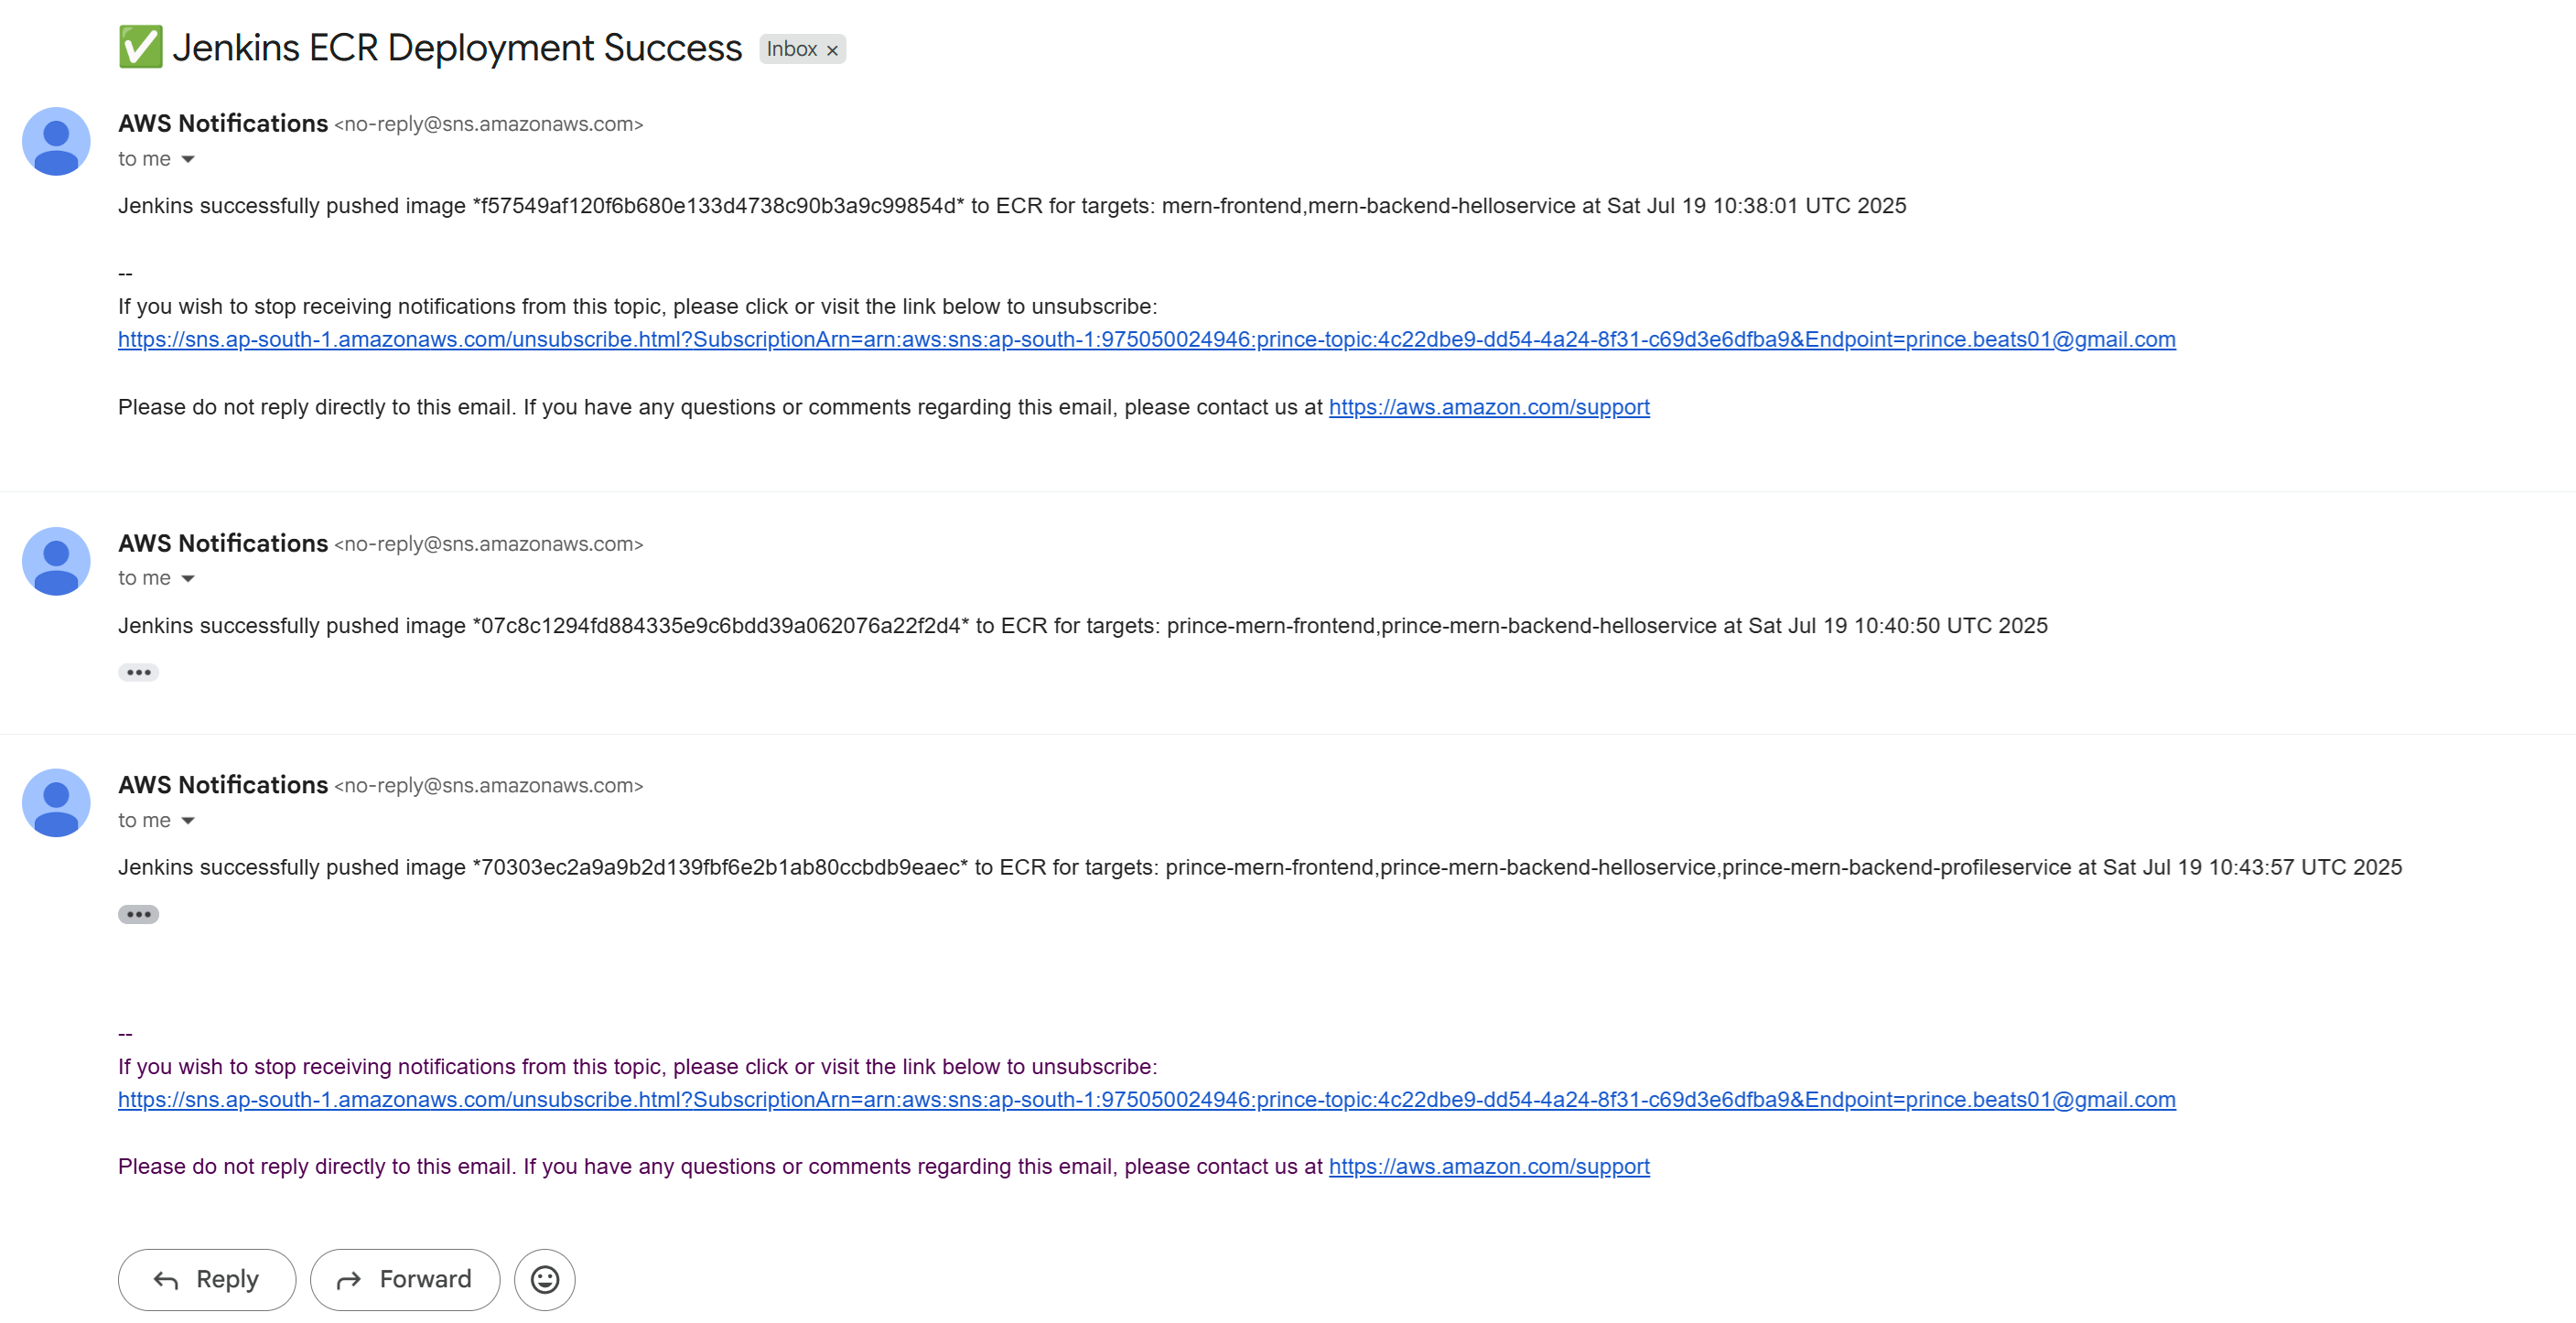 ✅ Jenkins ECR Deployment Success Inbox ×
AWS Notifications <no-reply@sns.amazonaws.com>
to me
Jenkins successfully pushed image *f57549af120f6b680e133d4738c90b3a9c99854d* to ECR for targets: mern-frontend,mern-backend-helloservice at Sat Jul 19 10:38:01 UTC 2025
--
If you wish to stop receiving notifications from this topic, please click or visit the link below to unsubscribe:
https://sns.ap-south-1.amazonaws.com/unsubscribe.html?SubscriptionArn=arn:aws:sns:ap-south-1:975050024946:prince-topic:4c22dbe9-dd54-4a24-8f31-c69d3e6dfba9&Endpoint=prince.beats01@gmail.com
Please do not reply directly to this email. If you have any questions or comments regarding this email, please contact us at https://aws.amazon.com/support
AWS Notifications <no-reply@sns.amazonaws.com>
to me
Jenkins successfully pushed image *07c8c1294fd884335e9c6bdd39a062076a22f2d4* to ECR for targets: prince-mern-frontend,prince-mern-backend-helloservice at Sat Jul 19 10:40:50 UTC 2025
AWS Notifications <no-reply@sns.amazonaws.com>
to me
Jenkins successfully pushed image *70303ec2a9a9b2d139fbf6e2b1ab80ccbdb9eaec* to ECR for targets: prince-mern-frontend,prince-mern-backend-helloservice,prince-mern-backend-profileservice at Sat Jul 19 10:43:57 UTC 2025
--
If you wish to stop receiving notifications from this topic, please click or visit the link below to unsubscribe:
https://sns.ap-south-1.amazonaws.com/unsubscribe.html?SubscriptionArn=arn:aws:sns:ap-south-1:975050024946:prince-topic:4c22dbe9-dd54-4a24-8f31-c69d3e6dfba9&Endpoint=prince.beats01@gmail.com
Please do not reply directly to this email. If you have any questions or comments regarding this email, please contact us at https://aws.amazon.com/support
Reply Forward